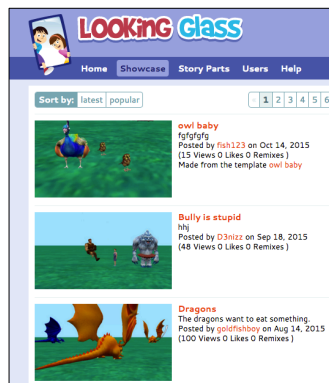 Looking Glass
Home Showcase Story Parts Users Help
Sort by: latest popular « 1 2 3 4 5 6
owl baby
fgfgfgfg
Posted by fish123 on Oct 14, 2015
(15 Views 0 Likes 0 Remixes )
Made from the template owl baby
Bully is stupid
hhj
Posted by D3nizz on Sep 18, 2015
(48 Views 0 Likes 0 Remixes )
Dragons
The dragons want to eat something.
Posted by goldfishboy on Aug 14, 2015
(100 Views 0 Likes 0 Remixes )